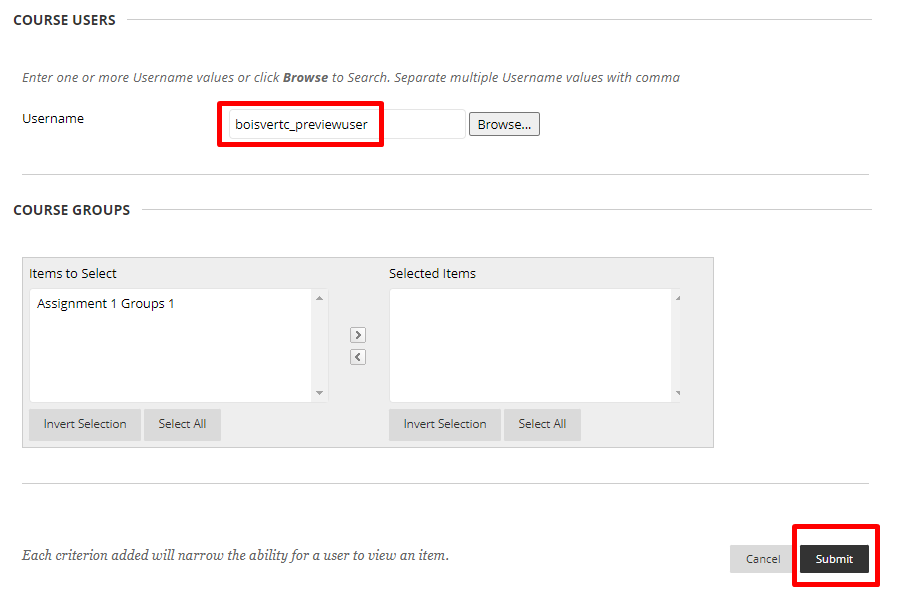 COURSE USERS
Enter one or more Username values or click Browse to Search. Separate multiple Username values with comma
Username
boisvertc_previewuser
Browse...
COURSE GROUPS
Items to Select
Selected Items
Assignment 1 Groups 1
Invert Selection
Select All
Invert Selection
Select All
Each criterion added will narrow the ability for a user to view an item.
Cancel
Submit